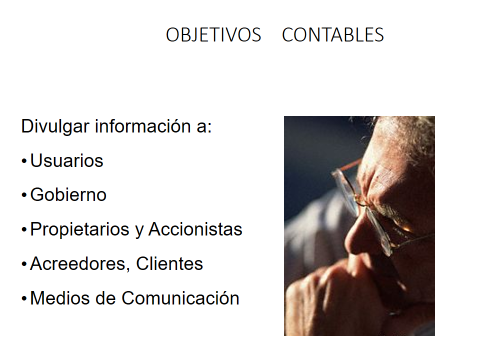 OBJETIVOS CONTABLES
Divulgar información a:
• Usuarios
• Gobierno
• Propietarios y Accionistas
• Acreedores, Clientes
• Medios de Comunicación